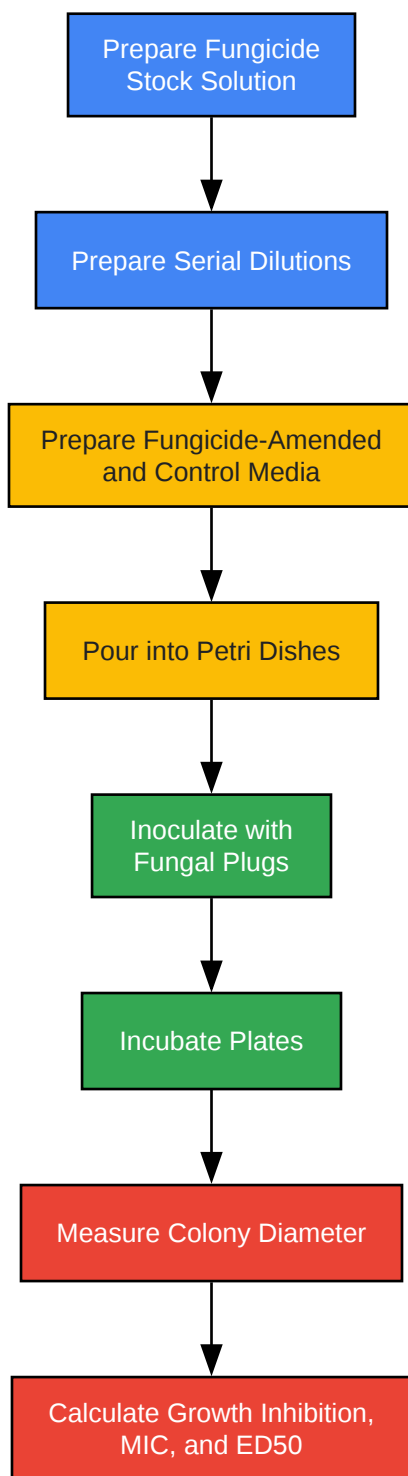 Prepare Fungicide
Stock Solution
Prepare Serial Dilutions
Prepare Fungicide-Amended
and Control Media
Pour into Petri Dishes
Inoculate with
Fungal Plugs
Incubate Plates
Measure Colony Diameter
Calculate Growth Inhibition,
MIC, and ED50